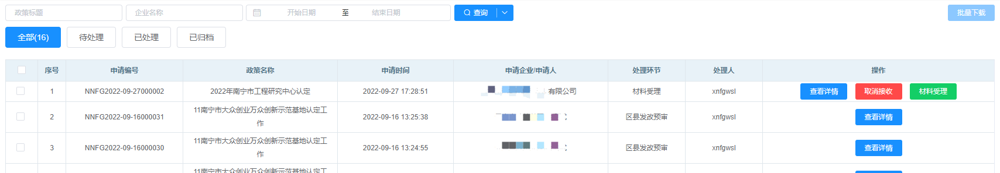 政策标题 企业名称 开始日期 至 结束日期 查询 批量下载
全部(16) 待处理 已处理 已归档
序号 申请编号 政策名称 申请时间 申请企业/申请人 处理环节 处理人 操作
1 NNFG2022-09-27000002 2022年南宁市工程研究中心认定 2022-09-27 17:28:51 有限公司 材料受理 xnfgwsl 查看详情 取消接收 材料受理
11南宁市大众创业万众创新示范基地认定工
2 NNFG2022-09-16000031 2022-09-16 13:25:38 区县发改预审 xnfgwsl 查看详情
作
11南宁市大众创业万众创新示范基地认定工
3 NNFG2022-09-16000030 2022-09-16 13:24:55 区县发改预审 xnfgwsl 查看详情
作
11南宁市大众创业万众创新示范基地认定工